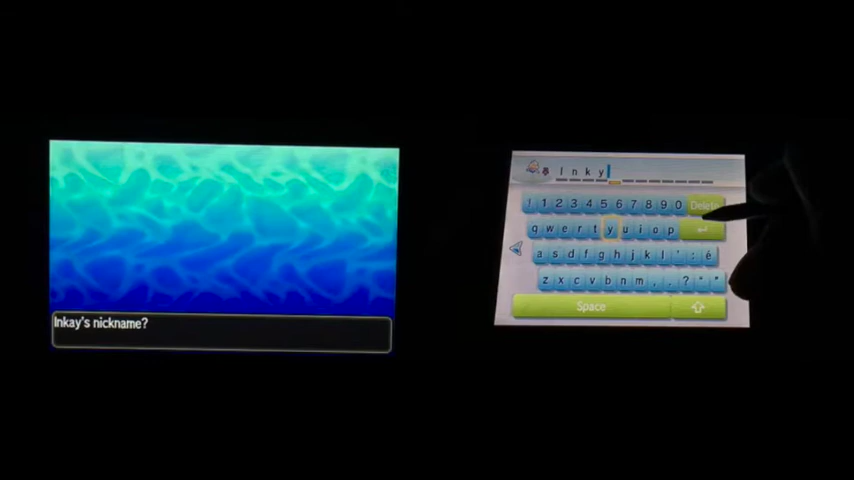 Inkay's nickname?
Inky
1 2 3 4 5 6 7 8 9 0 Delete
q w e r t y u i o p
a s d f g h j k l ' : é
z x c v b n m , . ? “ ”
Space